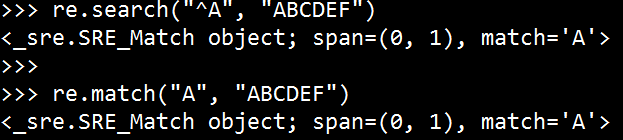 >>> re.search("^A", "ABCDEF")
<_sre.SRE_Match object; span=(0, 1), match='A'>
>>>
>>> re.match("A", "ABCDEF")
<_sre.SRE_Match object; span=(0, 1), match='A'>